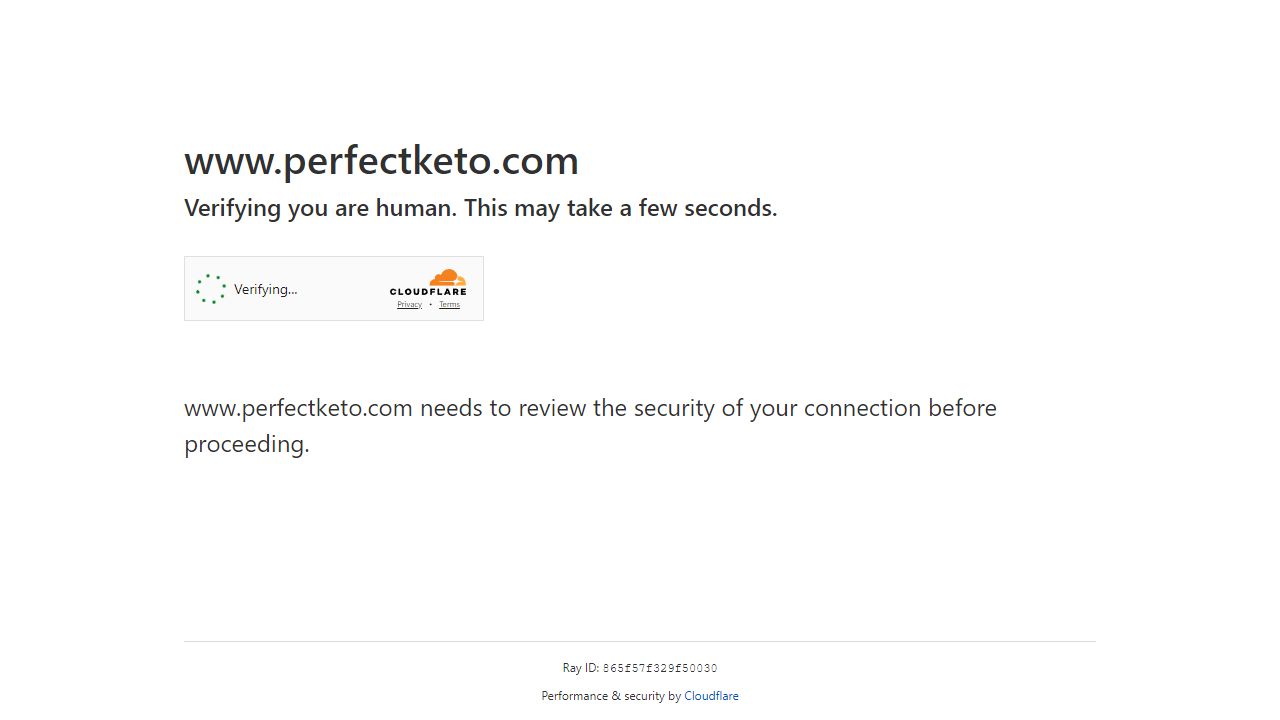 www.perfectketo.com
Verifying you are human. This may take a few seconds.
Verifying...
CLOUDFLARE
Privacy • Terms
www.perfectketo.com needs to review the security of your connection before
proceeding.
Ray ID: 865f57f329f50030
Performance & security by Cloudflare